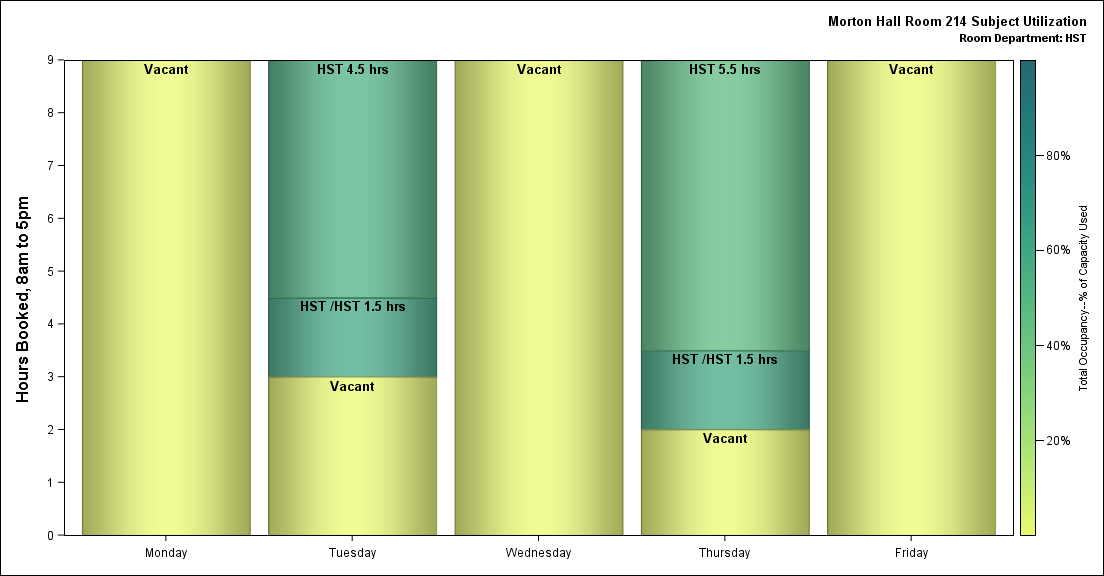 Morton Hall Room 214 Subject Utilization
Room Department: HST
Hours Booked, 8am to 5pm
9
8
7
6
5
4
3
2
1
0
Vacant
HST 4.5 hrs
Vacant
HST 5.5 hrs
Vacant
HST /HST 1.5 hrs
HST /HST 1.5 hrs
Vacant
Vacant
Monday
Tuesday
Wednesday
Thursday
Friday
80%
60%
40%
20%
Total Occupancy--% of Capacity Used